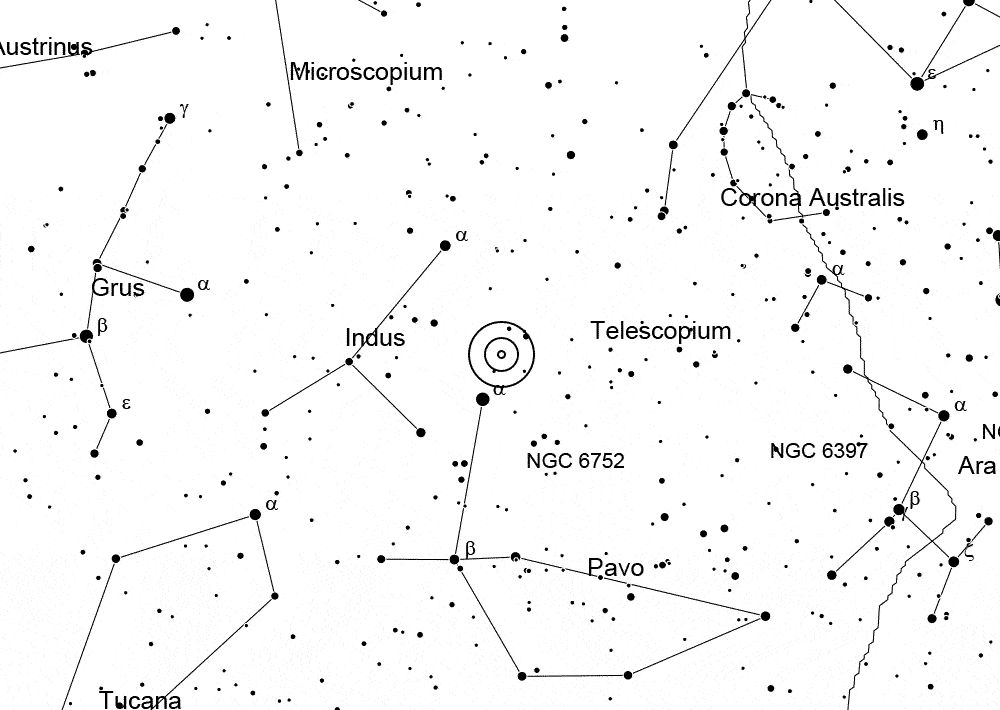 Austrinus
Microscopium
ε
γ
η
Corona Australis
α
α
Grus
α
β
Indus
Telescopium
α
ε
α
NGC 6752
NGC 6397
Ara
β
α
β
Pavo
ζ
Tucana